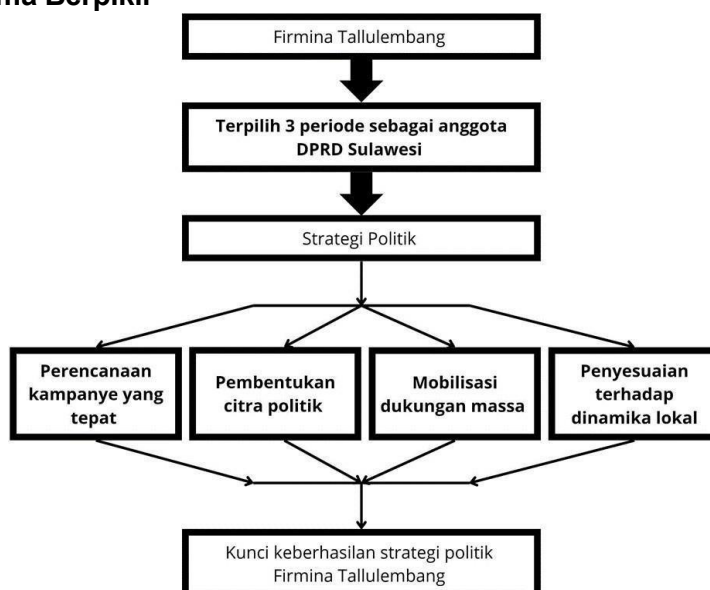 Berpikir
Firmina Tallulembang
Terpilih 3 periode sebagai anggota
DPRD Sulawesi
Strategi Politik
Perencanaan
kampanye yang
tepat
Pembentukan
citra politik
Mobilisasi
dukungan massa
Penyesuaian
terhadap
dinamika lokal
Kunci keberhasilan strategi politik
Firmina Tallulembang